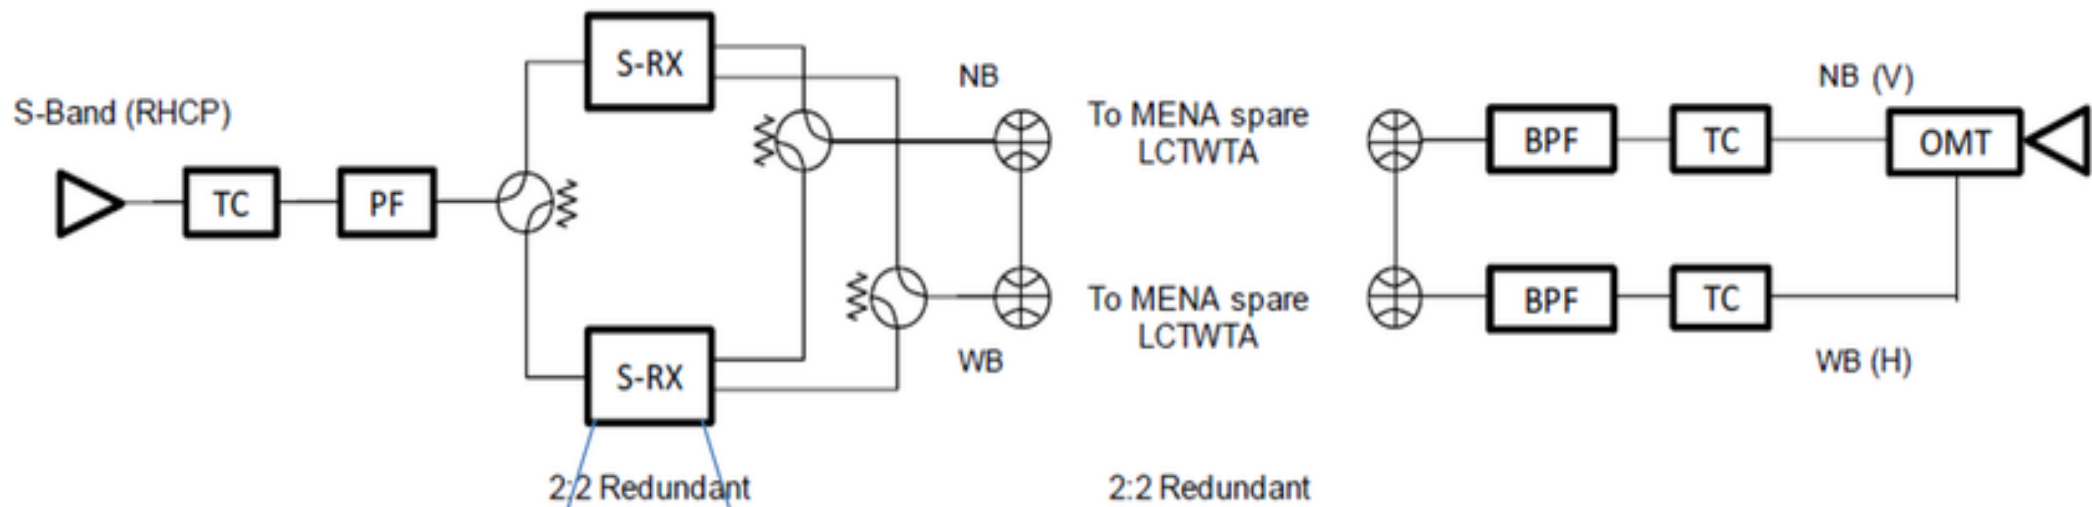 S-Band (RHCP)
TC
PF
S-RX
S-RX
2:2 Redundant
NB
WB
To MENA spare
LCTWTA
To MENA spare
LCTWTA
2:2 Redundant
BPF
TC
NB (V)
OMT
BPF
TC
WB (H)